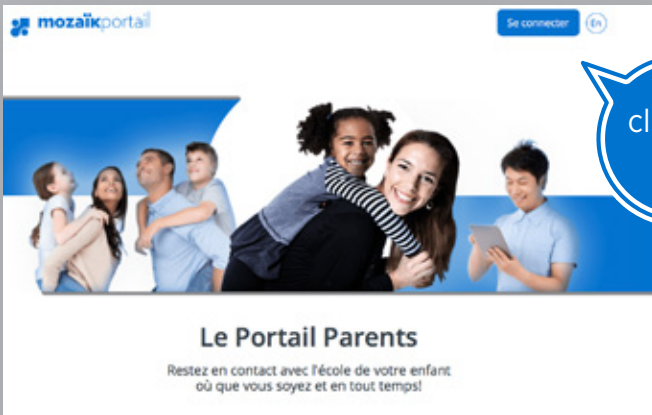 mozaïkportail
Se connecter
En
cl
Le Portail Parents
Restez en contact avec l'école de votre enfant
où que vous soyez et en tout temps!